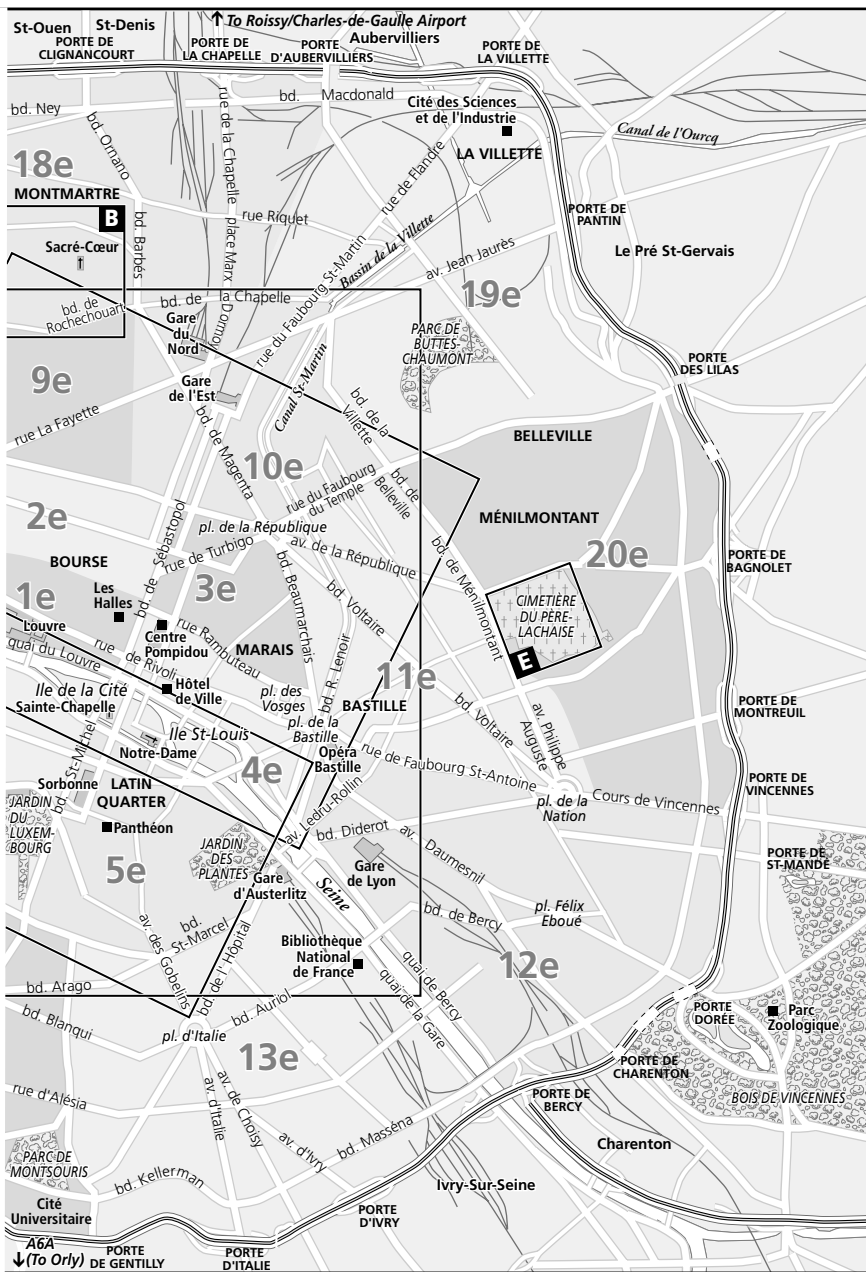 To Roissy/Charles-de-Gaulle Airport
St-Ouen
St-Denis
Aubervilliers
PORTE DE
CLIGNANCOURT
PORTE DE
LA CHAPELLE
PORTE
D'AUBERVILLIERS
PORTE DE
LA VILLETTE
bd. Ney
bd. Macdonald
Cité des Sciences
et de l'Industrie
Canal de l'Ourcq
bd. Ornano
rue de la Chapelle
rue de Flandre
LA VILLETTE
18e
MONTMARTRE
B
Sacré-Cœur
bd. Barbés
place Marx
la Dormoy
rue Riquet
Bassin de la Villette
PORTE DE
PANTIN
Le Pré St-Gervais
av. Jean Jaurès
rue du Faubourg St-Martin
19e
bd. de
Rochechouart
bd. de la Chapelle
Gare
du
Nord
PARC DE
BUTTES-
CHAUMONT
PORTE
DES LILAS
9e
Gare
de l'Est
Canal St-Martin
bd. de la
Villette
rue La Fayette
bd. de Magenta
BELLEVILLE
10e
rue du Faubourg
du Temple
bd. de
Belleville
2e
MÉNILMONTANT
pl. de la République
20e
bd. de Sébastopol
rue de Turbigo
av. de la République
PORTE DE
BAGNOLET
BOURSE
3e
bd. Beaumarchais
bd. Voltaire
bd. de Ménilmontant
1e
Les
Halles
CIMETIÈRE
DU PÈRE-
LACHAISE
E
Louvre
Centre
Pompidou
rue Rambuteau
MARAIS
bd. R. Lenoir
quai du Louvre
rue de Rivoli
11e
Ile de la Cité
Hôtel
de Ville
pl. des
Vosges
BASTILLE
bd. Voltaire
av. Philippe
Auguste
PORTE DE
MONTREUIL
Sainte-Chapelle
Ile St-Louis
pl. de la
Bastille
Notre-Dame
Opéra
Bastille
rue de Faubourg St-Antoine
bd. St-Michel
4e
PORTE DE
VINCENNES
Sorbonne
LATIN
QUARTER
av. Ledru-Rollin
Cours de Vincennes
pl. de la
Nation
JARDIN
DU
LUXEM-
BOURG
Panthéon
JARDIN
DES
PLANTES
bd. Diderot
av. Daumesnil
PORTE DE
ST-MANDÉ
5e
Gare
d'Austerlitz
Seine
Gare
de Lyon
bd.
St-Marcel
av. des Gobelins
bd. de l'Hôpital
bd. de Bercy
pl. Félix
Eboué
Bibliothèque
National
de France
12e
quai de Bercy
quai de la Gare
bd. Arago
bd. Auriol
bd. Blanqui
PORTE
DORÉE
Parc
Zoologique
pl. d'Italie
13e
PORTE DE
CHARENTON
rue d'Alésia
av. d'Italie
av. de Choisy
av. d'Ivry
bd. Masséna
PORTE DE
BERCY
BOIS DE VINCENNES
PARC DE
MONTSOURIS
bd. Kellerman
Charenton
Ivry-Sur-Seine
Cité
Universitaire
PORTE
D'IVRY
A6A
(To Orly)
PORTE
DE GENTILLY
PORTE
D'ITALIE